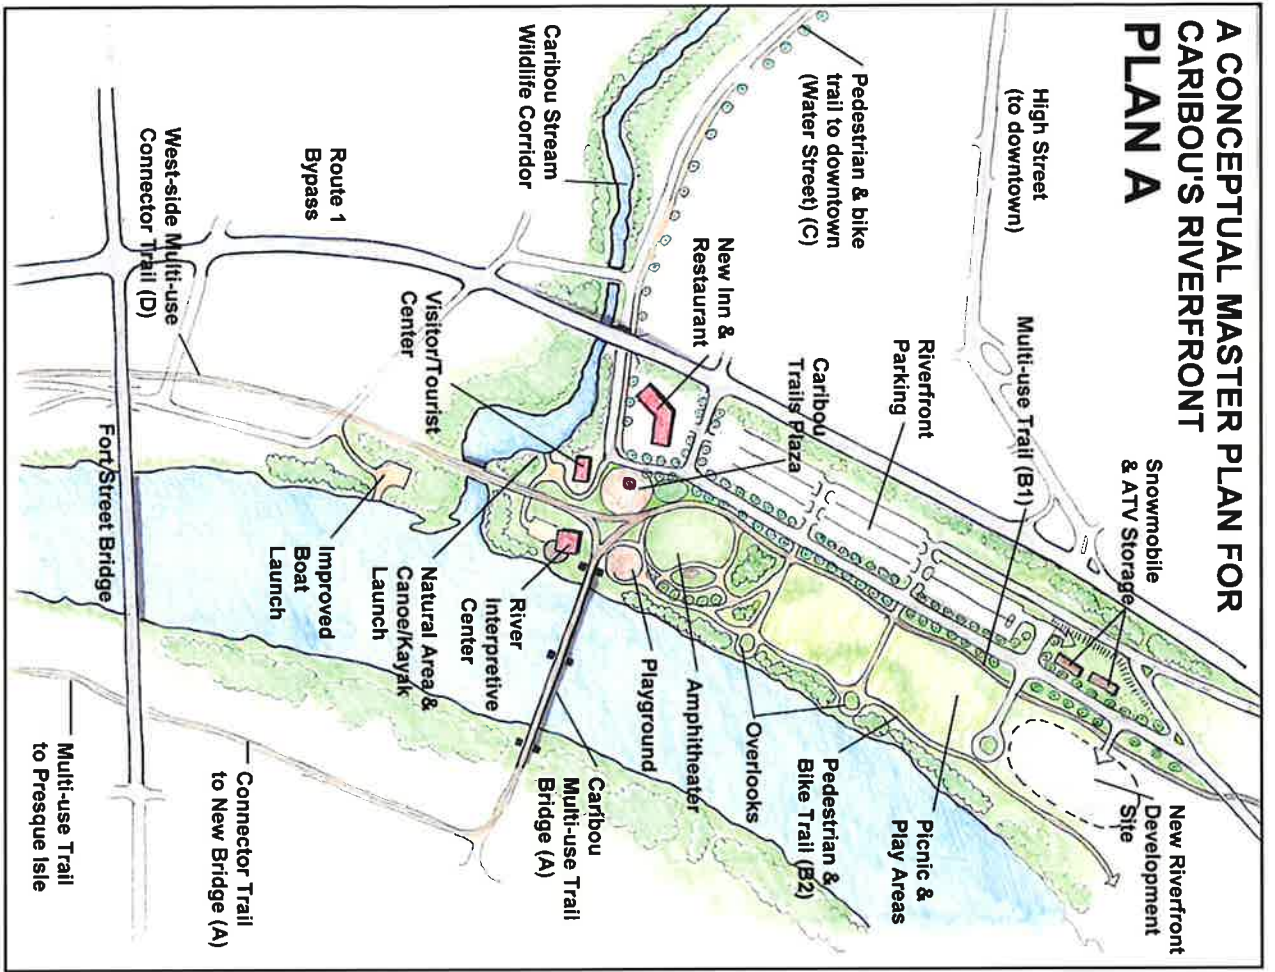 A CONCEPTUAL MASTER PLAN FOR
CARIBOU'S RIVERFRONT
PLAN A
High Street
(to downtown)
Pedestrian & bike
trail to downtown
(Water Street) (C)
Caribou Stream
Wildlife Corridor
Route 1
Bypass
West-side Multi-use
Connector Trail (D)
New Inn &
Restaurant
Visitor/Tourist
Center
Caribou
Trails Plaza
Riverfront
Parking
Multi-use Trail (B1)
Snowmobile
& ATV Storage
Fort Street Bridge
Improved
Boat
Launch
Natural Area &
Canoe/Kayak
Launch
River
Interpretive
Center
Playground
Amphitheater
Overlooks
Pedestrian &
Bike Trail (B2)
Picnic &
Play Areas
New Riverfront
Development
Site
Caribou
Multi-use Trail
Bridge (A)
Connector Trail
to New Bridge (A)
Multi-use Trail
to Presque Isle